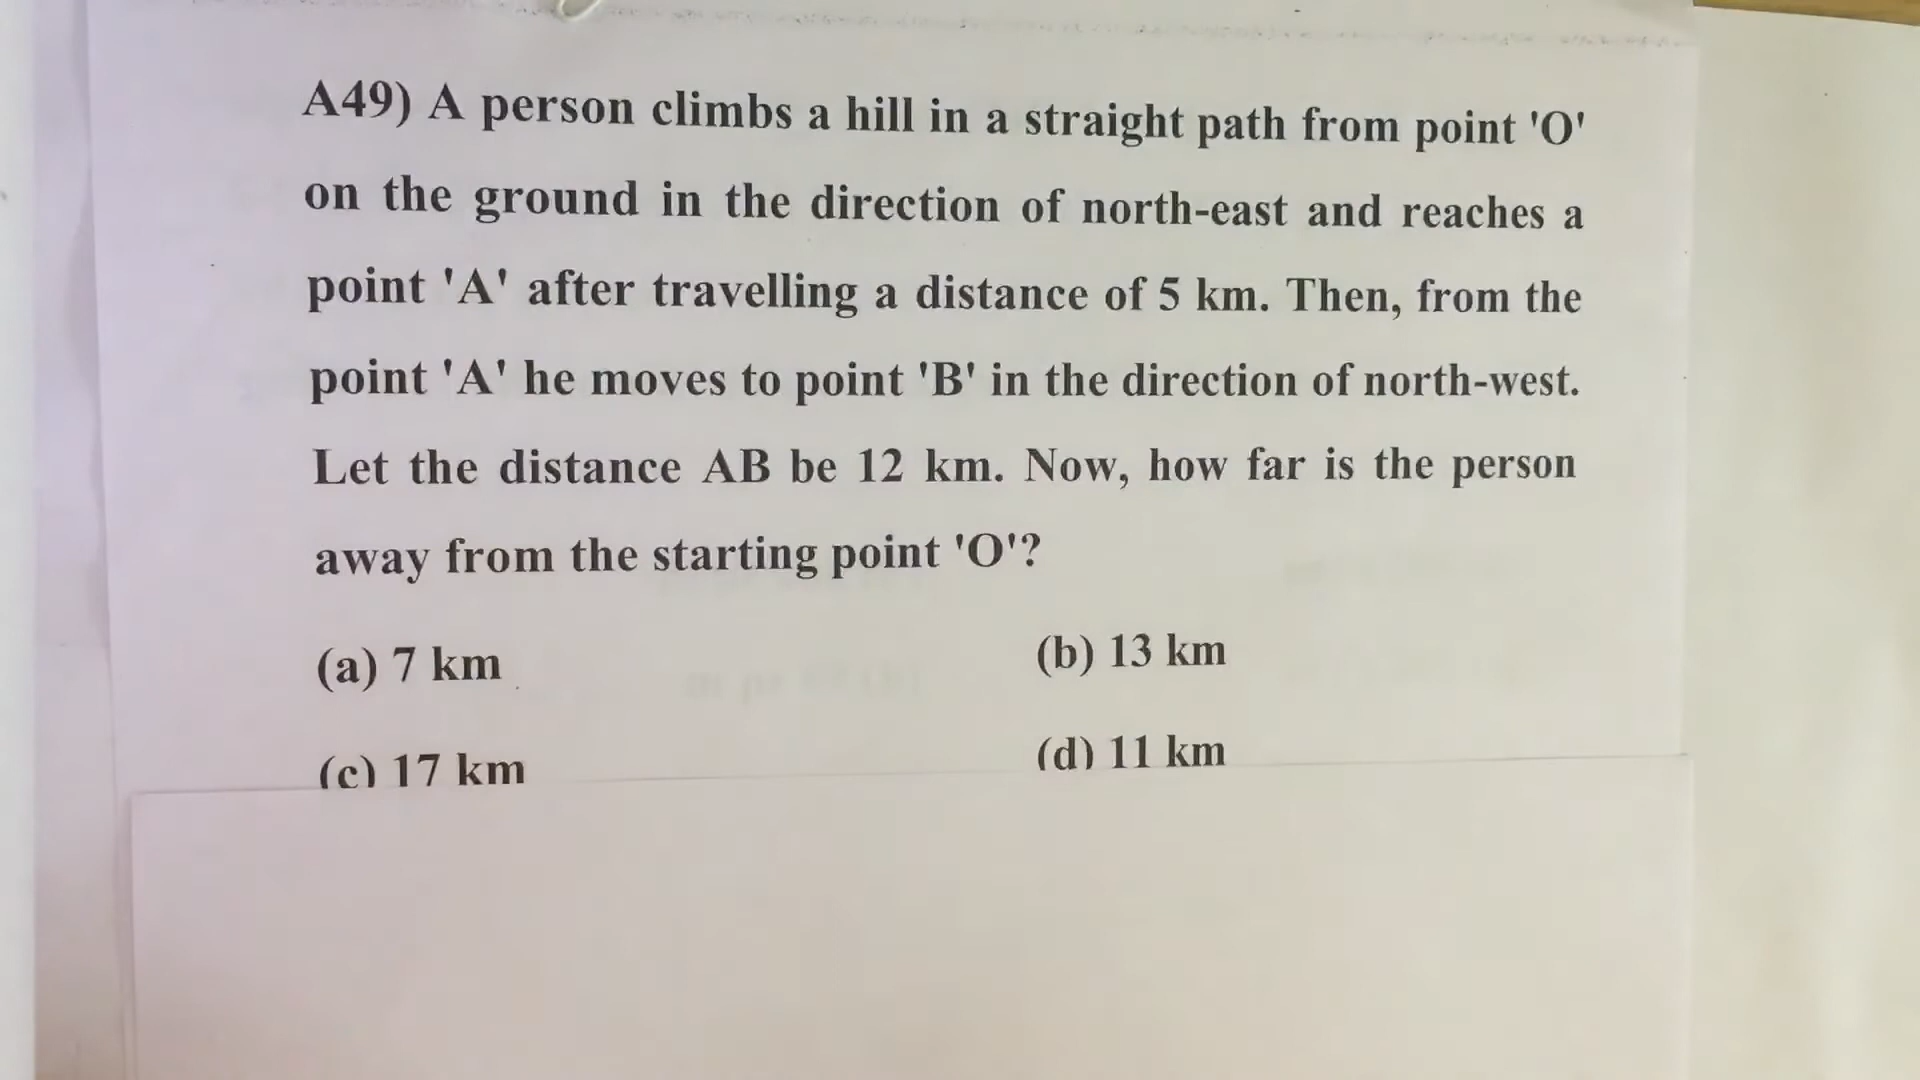 A49) A person climbs a hill in a straight path from point 'O'
on the ground in the direction of north-east and reaches a
point 'A' after travelling a distance of 5 km. Then, from the
point 'A' he moves to point 'B' in the direction of north-west.
Let the distance AB be 12 km. Now, how far is the person
away from the starting point 'O'?
(a) 7 km
(b) 13 km
(c) 17 km
(d) 11 km